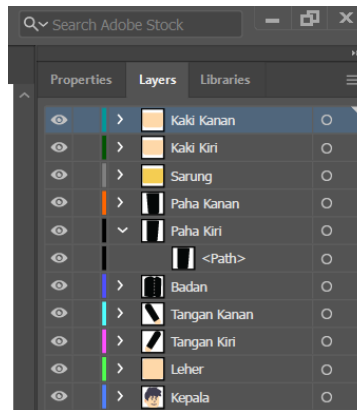 Search Adobe Stock
Properties Layers Libraries
Kaki Kanan
Kaki Kiri
Sarung
Paha Kanan
Paha Kiri
<Path>
Badan
Tangan Kanan
Tangan Kiri
Leher
Kepala